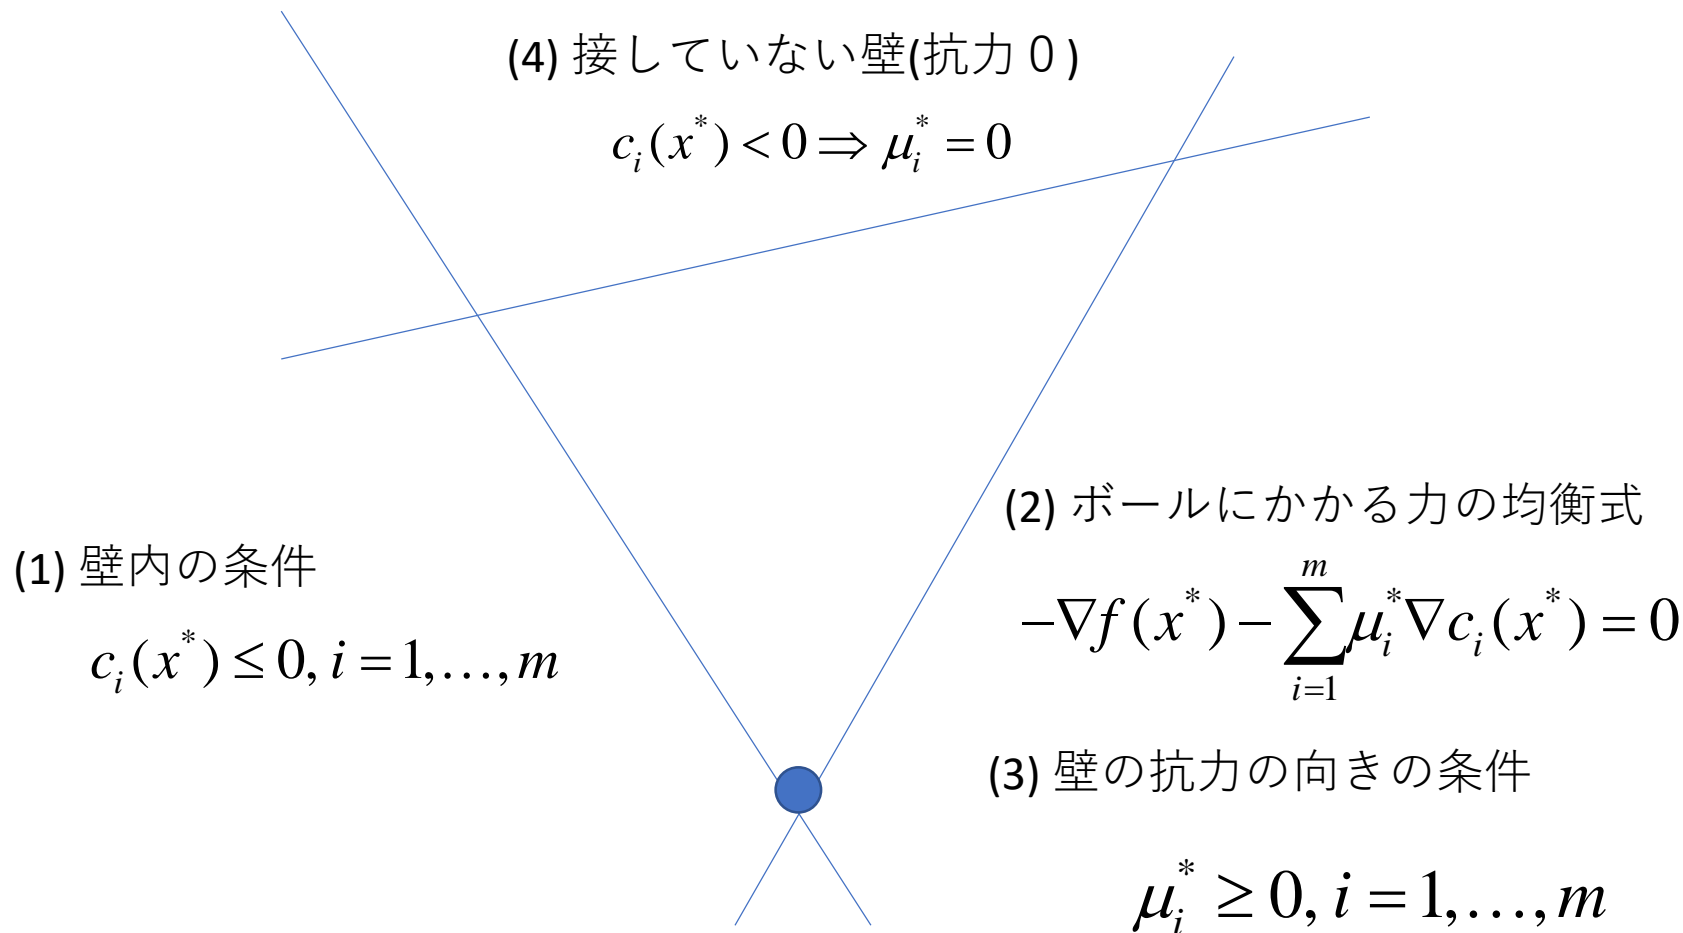 (4) 接していない壁(抗力０)
c_i(x^*) < 0 ⇒ μ_i^* = 0
(1) 壁内の条件
c_i(x^*) ≤ 0, i = 1,…,m
(2) ボールにかかる力の均衡式
−∇f(x^*) − ∑_{i=1}^{m} μ_i^* ∇c_i(x^*) = 0
(3) 壁の抗力の向きの条件
μ_i^* ≥ 0, i = 1,…,m